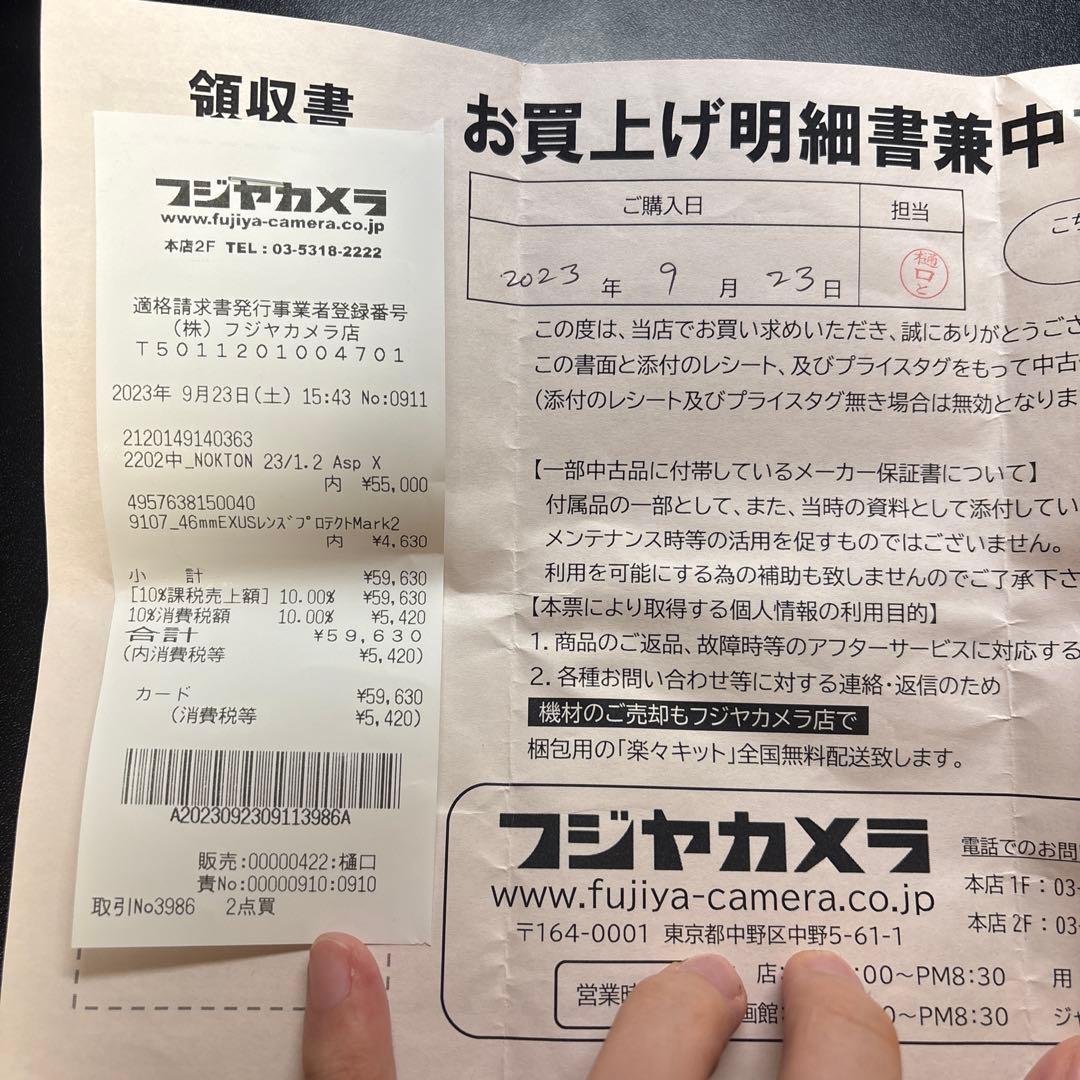 領収書
フジヤカメラ
www.fujiya-camera.co.jp
本店2F TEL：03-5318-2222
適格請求書発行事業者登録番号
（株）フジヤカメラ店
T5011201004701
2023年 9月23日(土) 15:43 No:0911
2120149140363
2202中_NOKTON 23/1.2 Asp X
内 ¥55,000
4957638150040
9107_46mmEXUSﾚﾝｽﾞﾌﾟﾛﾃｸﾄMark2
内 ¥4,630
小 計 ¥59,630
[10%課税売上額] 10.00% ¥59,630
10%消費税額 10.00% ¥5,420
合計 ¥59,630
(内消費税等 ¥5,420)
カード ¥59,630
(消費税等 ¥5,420)
A2023092309113986A
販売:00000422:樋口
責No:00000910:0910
取引No3986 2点買
お買上げ明細書兼中
ご購入日 担当
2023 年 9 月 23 日 樋口と
この度は、当店でお買い求めいただき、誠にありがとうござ
この書面と添付のレシート、及びプライスタグをもって中古
（添付のレシート及びプライスタグ無き場合は無効となりま
【一部中古品に付帯しているメーカー保証書について】
付属品の一部として、また、当時の資料として添付してい
メンテナンス時等の活用を促すものではございません。
利用を可能にする為の補助も致しませんのでご了承下さ
【本票により取得する個人情報の利用目的】
1. 商品のご返品、故障時等のアフターサービスに対応する
2. 各種お問い合わせ等に対する連絡・返信のため
機材のご売却もフジヤカメラ店で
梱包用の「楽々キット」全国無料配送致します。
フジヤカメラ
www.fujiya-camera.co.jp
〒164-0001 東京都中野区中野5-61-1
営業時
店: :00～PM8:30
画館: 0～PM8:30
こち
電話でのお問
本店1F：03-
本店2F：03-
用
ジャ